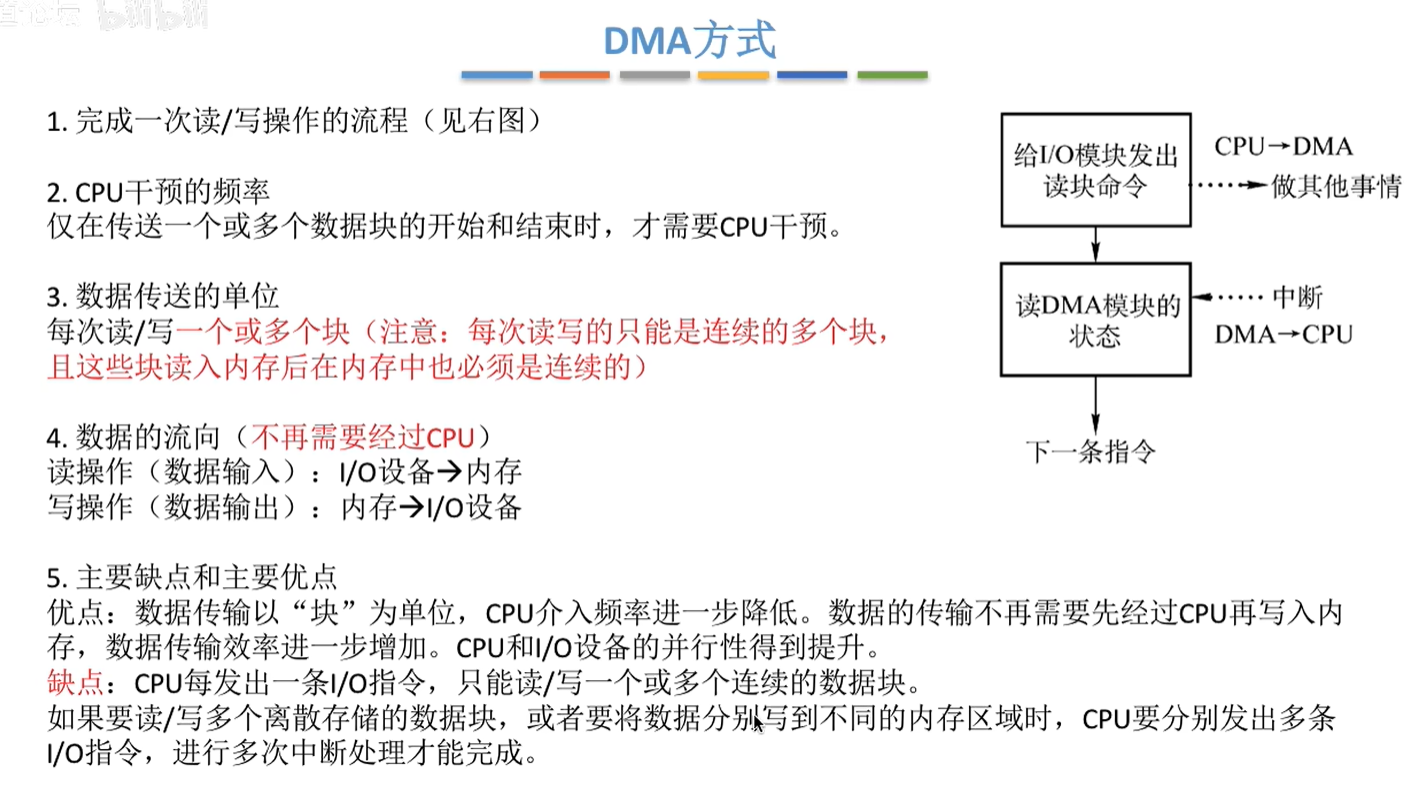 bilibili
DMA方式
1. 完成一次读/写操作的流程（见右图）
2. CPU干预的频率
仅在传送一个或多个数据块的开始和结束时，才需要CPU干预。
3. 数据传送的单位
每次读/写一个或多个块（注意：每次读写的只能是连续的多个块，
且这些块读入内存后在内存中也必须是连续的）
4. 数据的流向（不再需要经过CPU）
读操作（数据输入）：I/O设备→内存
写操作（数据输出）：内存→I/O设备
5. 主要缺点和主要优点
优点：数据传输以“块”为单位，CPU介入频率进一步降低。数据的传输不再需要先经过CPU再写入内
存，数据传输效率进一步增加。CPU和I/O设备的并行性得到提升。
缺点：CPU每发出一条I/O指令，只能读/写一个或多个连续的数据块。
如果要读/写多个离散存储的数据块，或者要将数据分别写到不同的内存区域时，CPU要分别发出多条
I/O指令，进行多次中断处理才能完成。
给I/O模块发出
读块命令
CPU→DMA
做其他事情
读DMA模块的
状态
中断
DMA→CPU
下一条指令